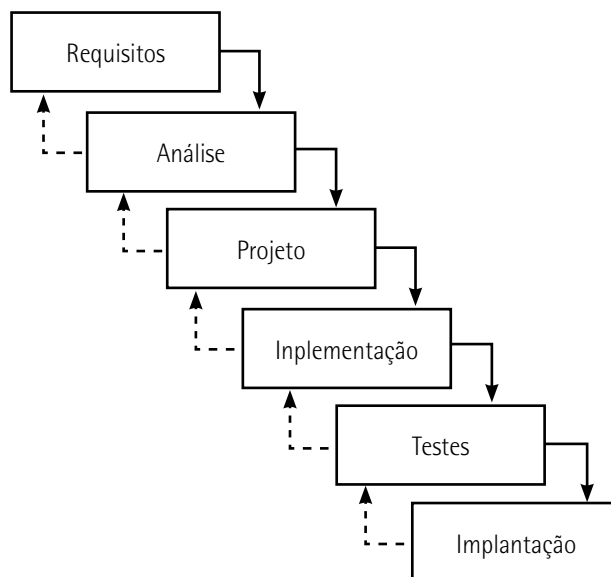 Requisitos
Análise
Projeto
Inplementação
Testes
Implantação